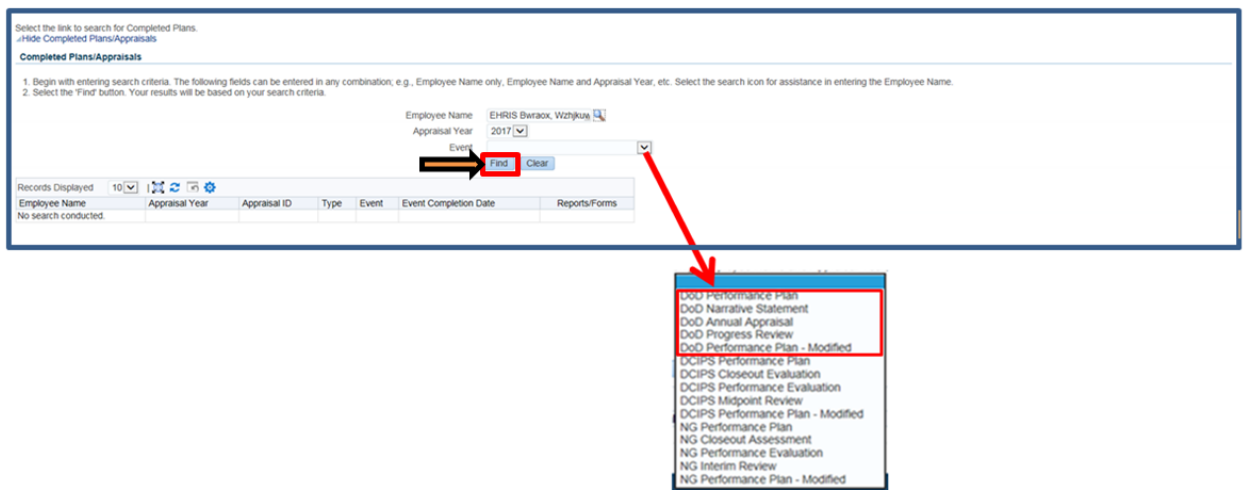 Select the link to search for Completed Plans.
Hide Completed Plans/Appraisals
Completed Plans/Appraisals
1. Begin with entering search criteria. The following fields can be entered in any combination; e.g., Employee Name only, Employee Name and Appraisal Year, etc. Select the search icon for assistance in entering the Employee Name.
2. Select the 'Find' button. Your results will be based on your search criteria.
Employee Name EHRIS Bwraox, Wzhjkuw
Appraisal Year 2017
Event
Find Clear
Records Displayed 10
Employee Name Appraisal Year Appraisal ID Type Event Event Completion Date Reports/Forms
No search conducted.
DoD Performance Plan
DoD Narrative Statement
DoD Annual Appraisal
DoD Progress Review
DoD Performance Plan - Modified
DCIPS Performance Plan
DCIPS Closeout Evaluation
DCIPS Performance Evaluation
DCIPS Midpoint Review
DCIPS Performance Plan - Modified
NG Performance Plan
NG Closeout Assessment
NG Performance Evaluation
NG Interim Review
NG Performance Plan - Modified